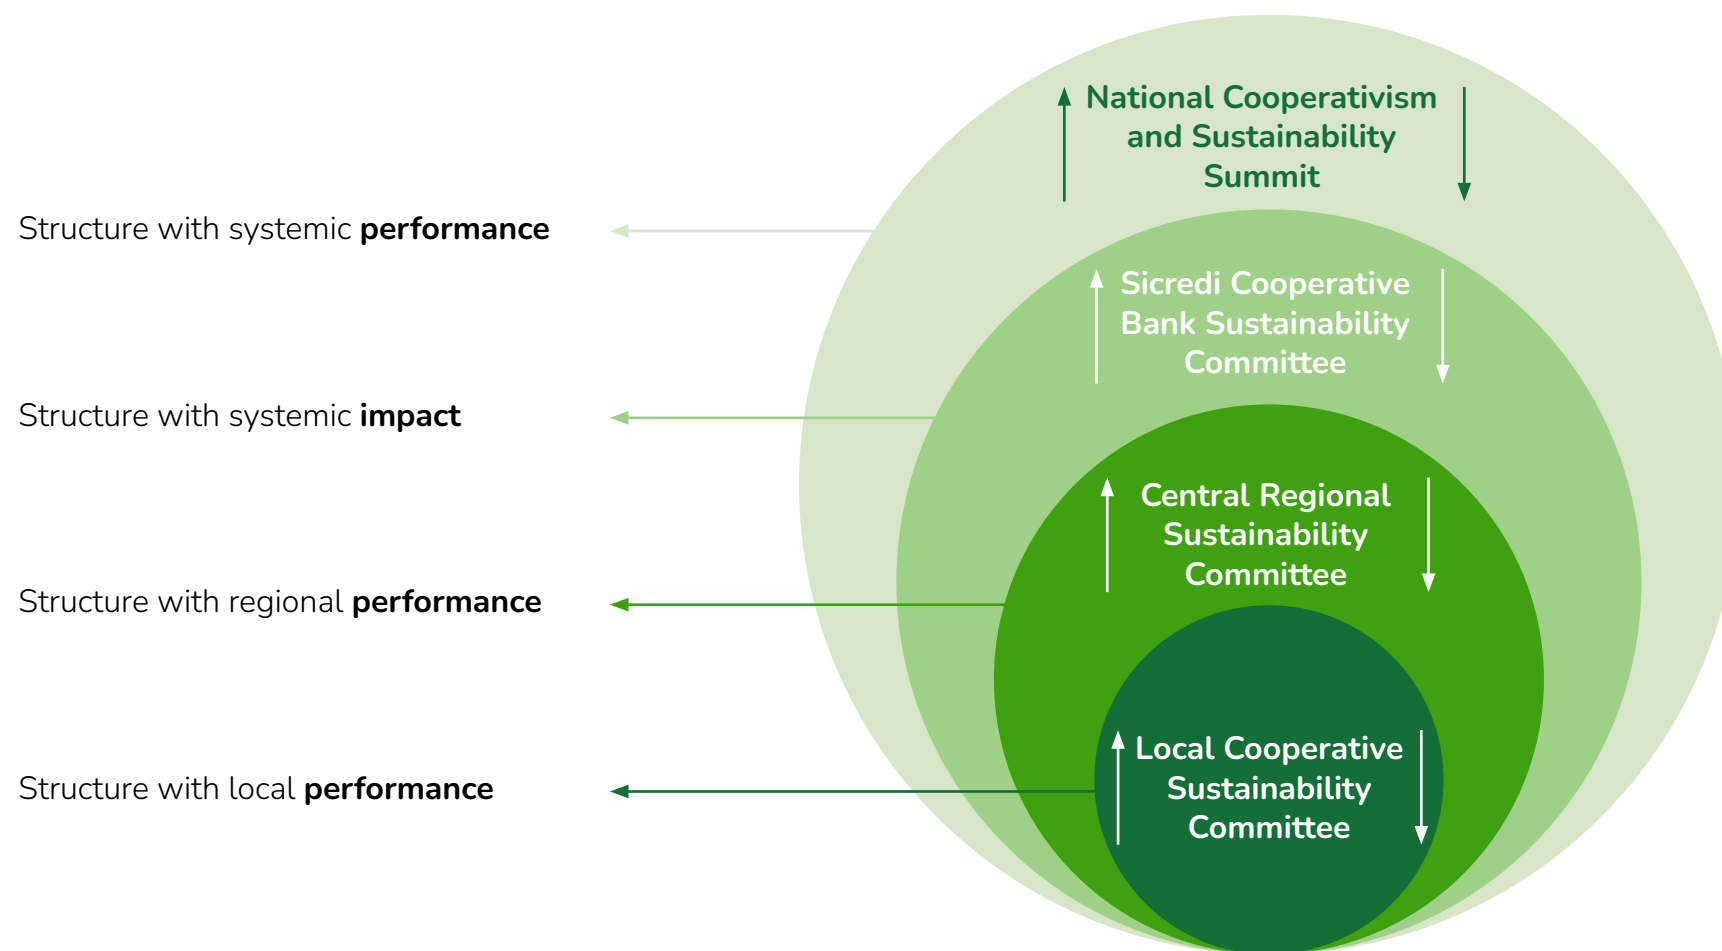 National Cooperativism
and Sustainability
Summit
Structure with systemic performance
Sicredi Cooperative
Bank Sustainability
Committee
Structure with systemic impact
Central Regional
Sustainability
Committee
Structure with regional performance
Local Cooperative
Sustainability
Committee
Structure with local performance